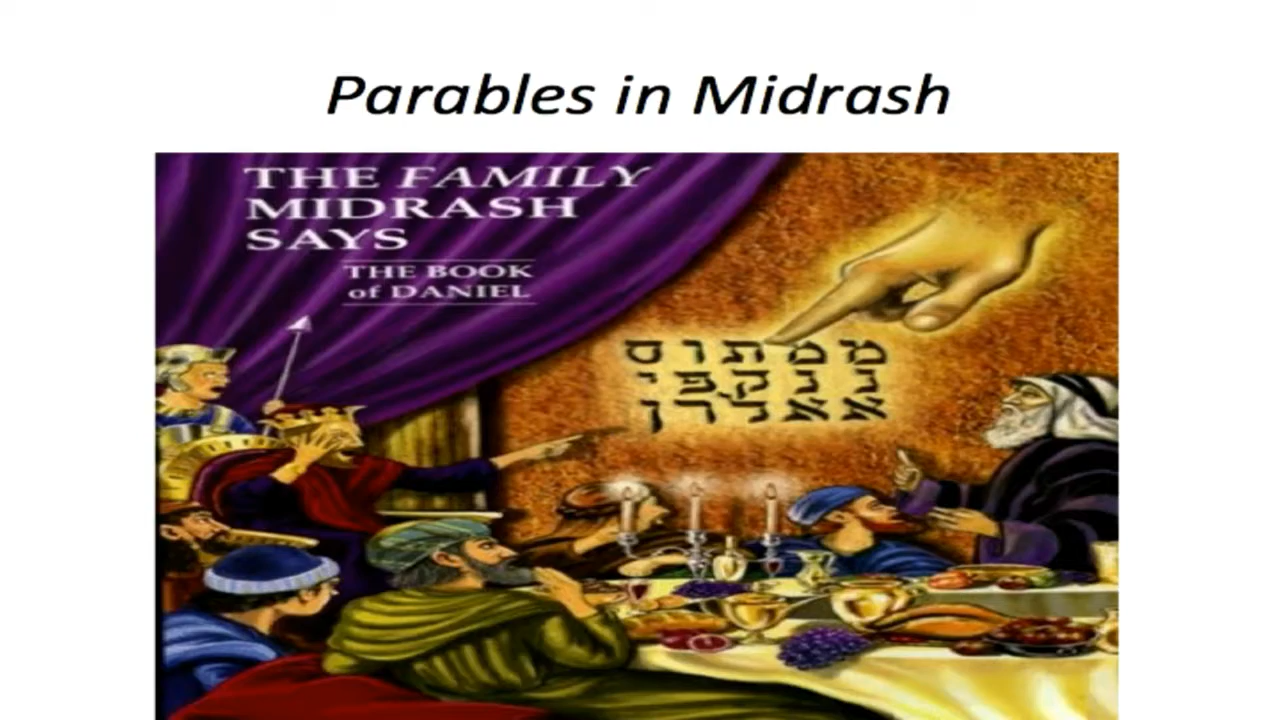 Parables in Midrash
THE FAMILY
MIDRASH
SAYS
THE BOOK
of DANIEL
ממתוס
ננקפי
אאלרן